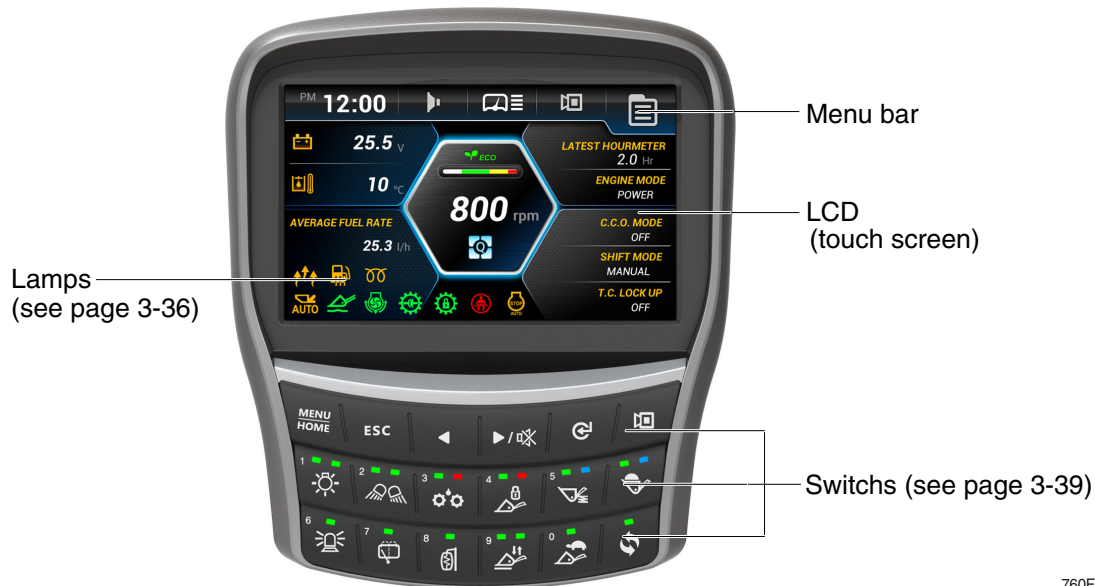 PM 12:00
25.5 V
10 °C
AVERAGE FUEL RATE
25.3 l/h
AUTO
ECO
800 rpm
Q
STOP
AUTO
LATEST HOURMETER
2.0 Hr
ENGINE MODE
POWER
C.C.O. MODE
OFF
SHIFT MODE
MANUAL
T.C. LOCK UP
OFF
Menu bar
LCD
(touch screen)
Lamps
(see page 3-36)
MENU
HOME
ESC
/
1
2
3
4
5
6
7
8
9
0
Switchs (see page 3-39)